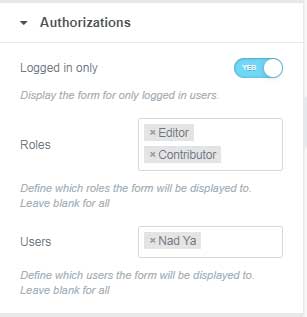 Authorizations
Logged in only YES
Display the form for only logged in users.
Roles
× Editor
× Contributor
Define which roles the form will be displayed to.
Leave blank for all
Users × Nad Ya
Define which users the form will be displayed to.
Leave blank for all